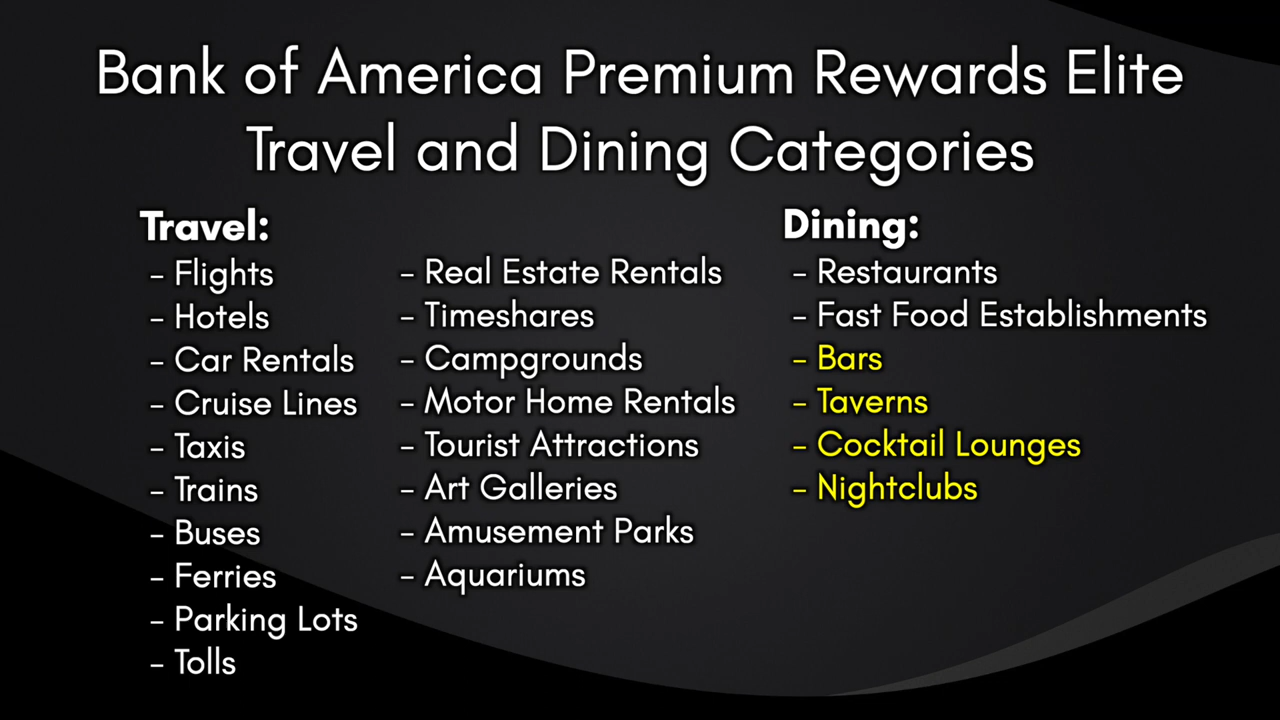 Bank of America Premium Rewards Elite
Travel and Dining Categories
Travel:
- Flights
- Hotels
- Car Rentals
- Cruise Lines
- Taxis
- Trains
- Buses
- Ferries
- Parking Lots
- Tolls
- Real Estate Rentals
- Timeshares
- Campgrounds
- Motor Home Rentals
- Tourist Attractions
- Art Galleries
- Amusement Parks
- Aquariums
Dining:
- Restaurants
- Fast Food Establishments
- Bars
- Taverns
- Cocktail Lounges
- Nightclubs